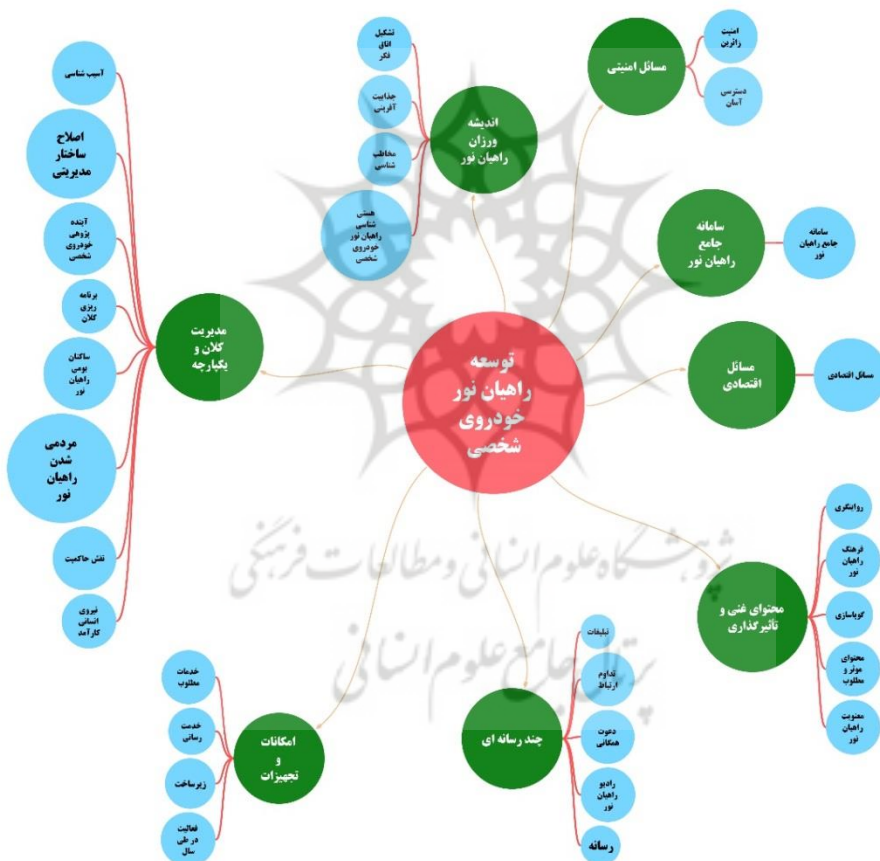 تشکیل
اتاق
فکر
جذابیت
آفرینی
مخاطب
شناسی
هستی
شناسی
راهیان نور
خودروی
شخصی
اندیشه
ورزان
راهیان نور
امنیت
زائرین
دسترسی
آسان
مسائل امنیتی
سامانه
جامع
راهیان نور
سامانه
جامع راهیان
نور
مسائل
اقتصادی
مسائل اقتصادی
توسعه
راهیان نور
خودروی
شخصی
آسیب شناسی
اصلاح
ساختار
مدیریتی
آینده
پژوهی
خودروی
شخصی
برنامه
ریزی
کلان
ساکنان
بومی
راهیان
نور
مردمی
شدن
راهیان
نور
نقش حاکمیت
نیروی
انسانی
کارآمد
مدیریت
کلان و
یکپارچه
روایتگری
فرهنگ
راهیان
نور
گویاسازی
محتوای
موثر و
مطلوب
معنویت
راهیان
نور
محتوای غنی و
تأثیرگذاری
پژوهشگاه علوم انسانی و مطالعات فرهنگی
پرتال جامع علوم انسانی
تبلیغات
تداوم
ارتباط
دعوت
همگانی
رادیو
راهیان
نور
رسانه
چند رسانه ای
خدمات
مطلوب
خدمت
رسانی
زیرساخت
فعالیت
در طی
سال
امکانات
و
تجهیزات